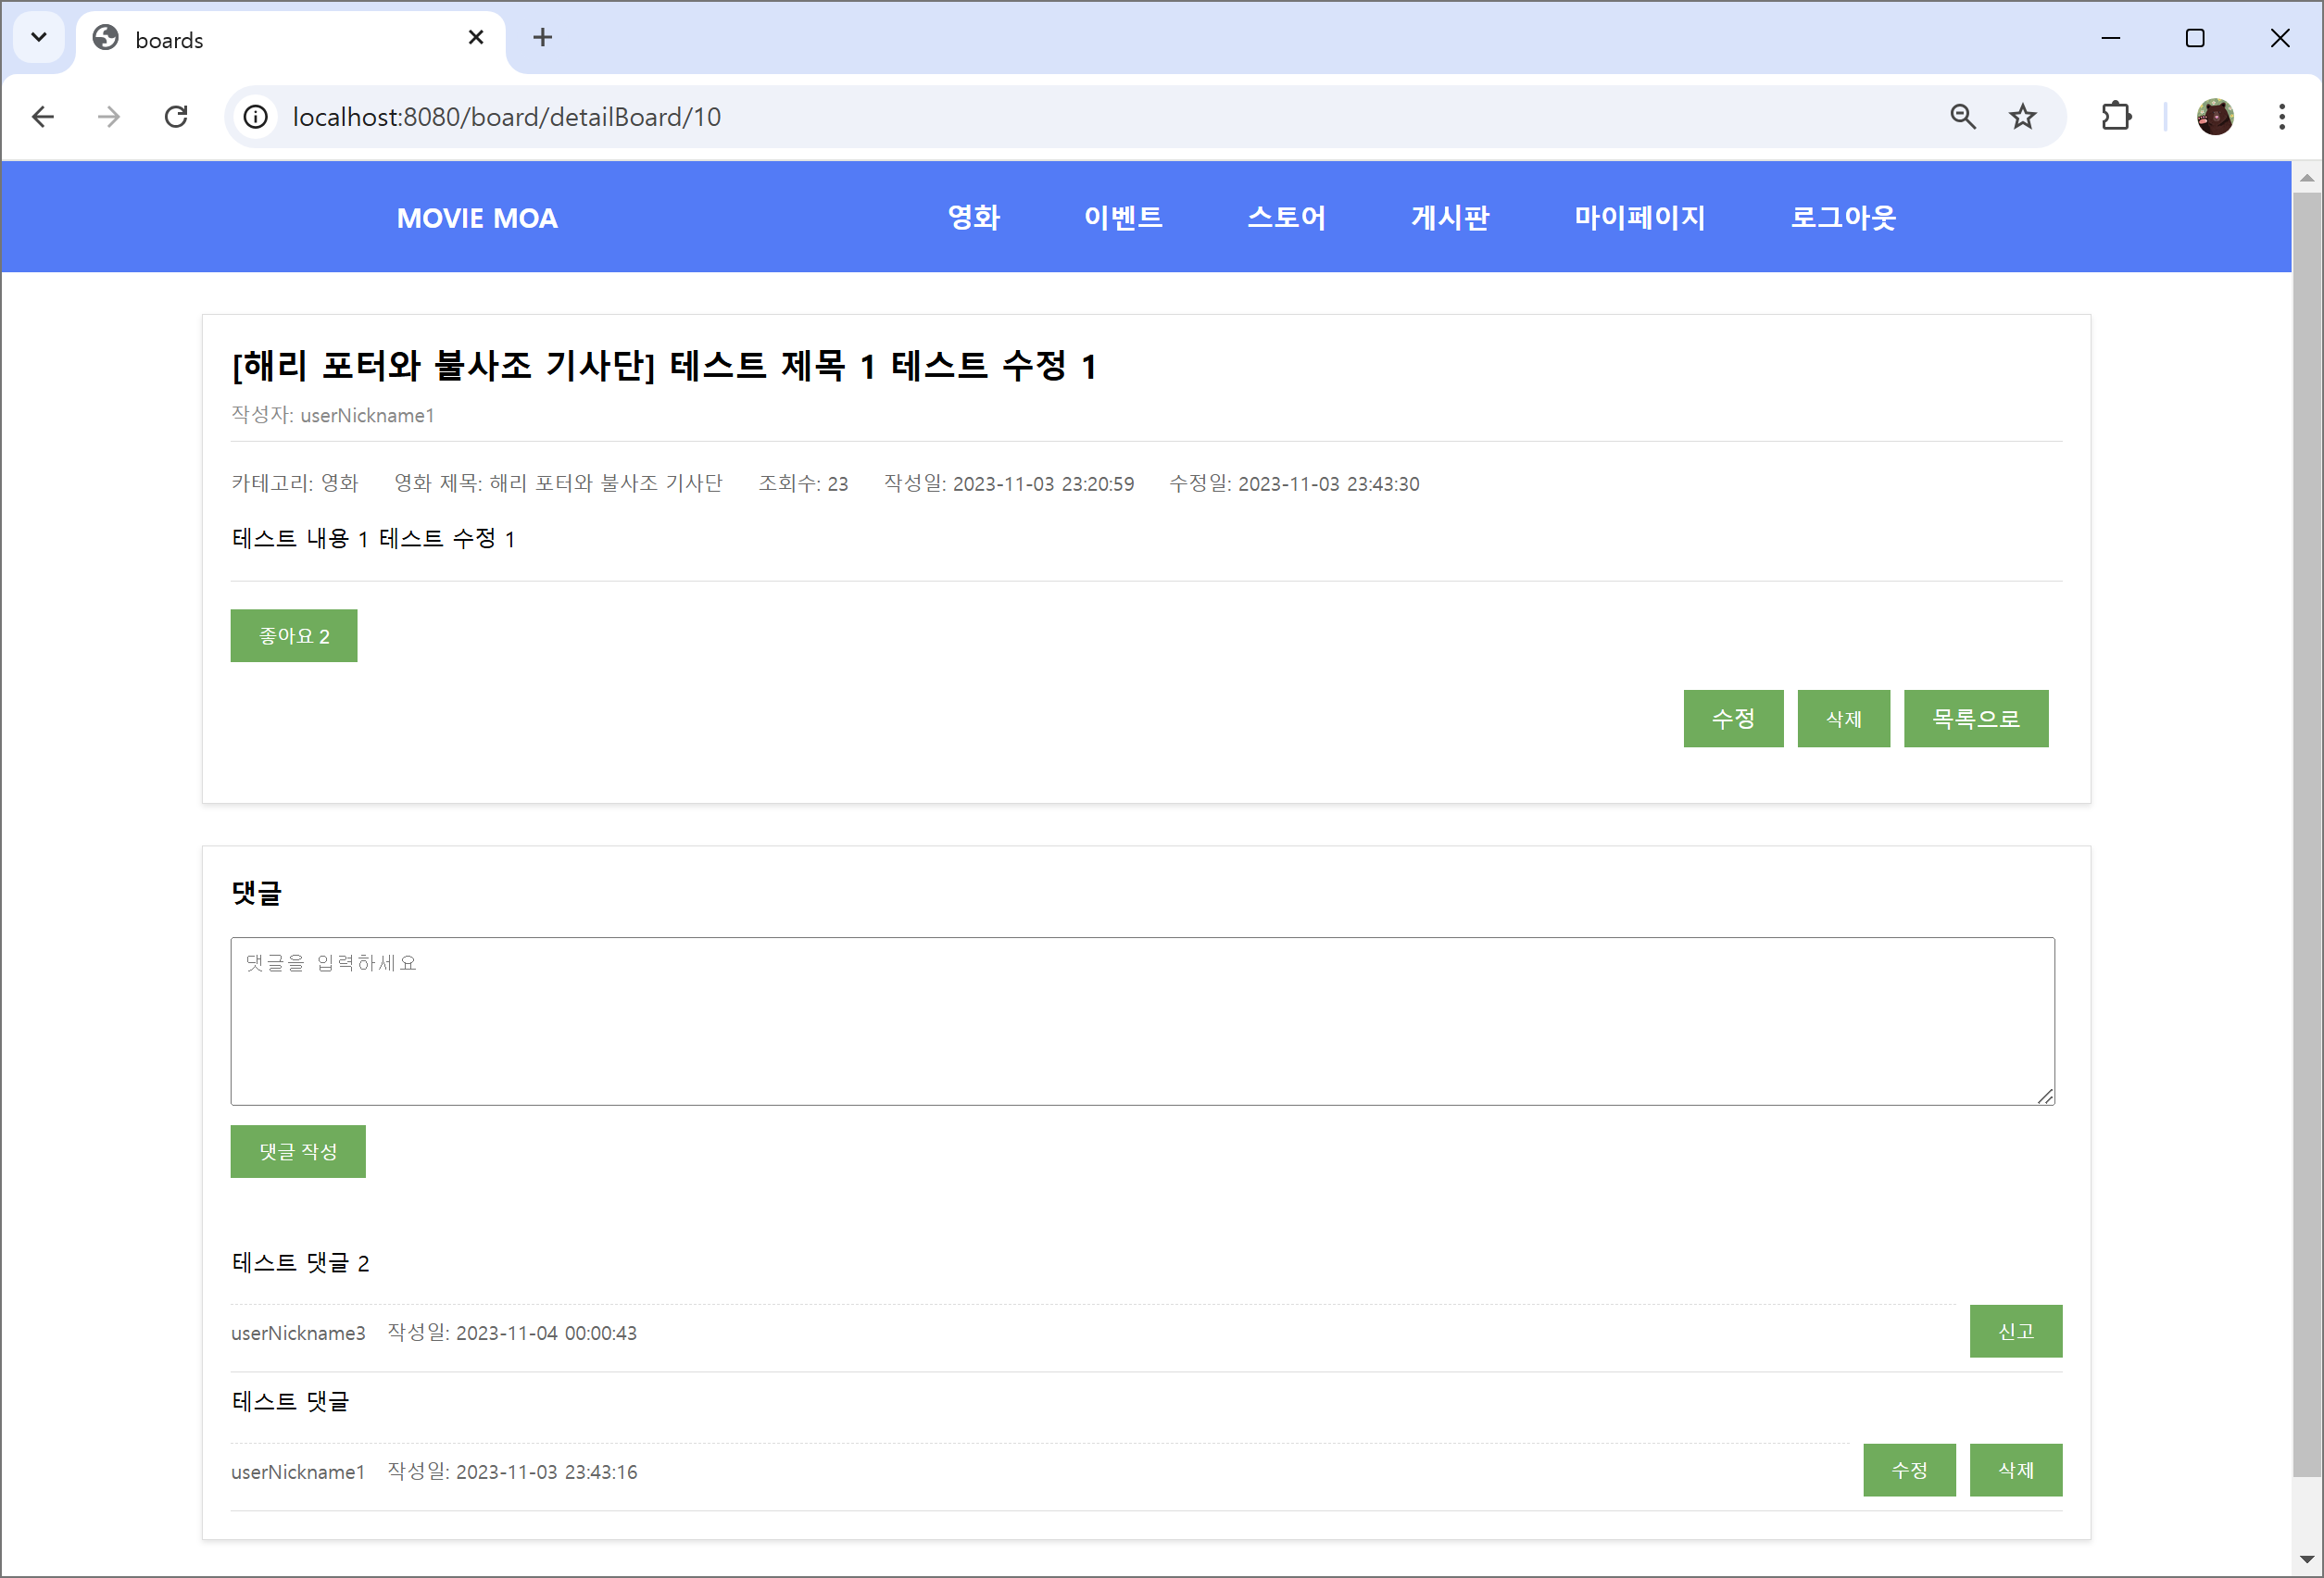 boards
localhost:8080/board/detailBoard/10
MOVIE MOA 영화 이벤트 스토어 게시판 마이페이지 로그아웃
[해리 포터와 불사조 기사단] 테스트 제목 1 테스트 수정 1
작성자: userNickname1
카테고리: 영화 영화 제목: 해리 포터와 불사조 기사단 조회수: 23 작성일: 2023-11-03 23:20:59 수정일: 2023-11-03 23:43:30
테스트 내용 1 테스트 수정 1
좋아요 2
수정 삭제 목록으로
댓글
댓글을 입력하세요
댓글 작성
테스트 댓글 2
userNickname3 작성일: 2023-11-04 00:00:43 신고
테스트 댓글
userNickname1 작성일: 2023-11-03 23:43:16 수정 삭제